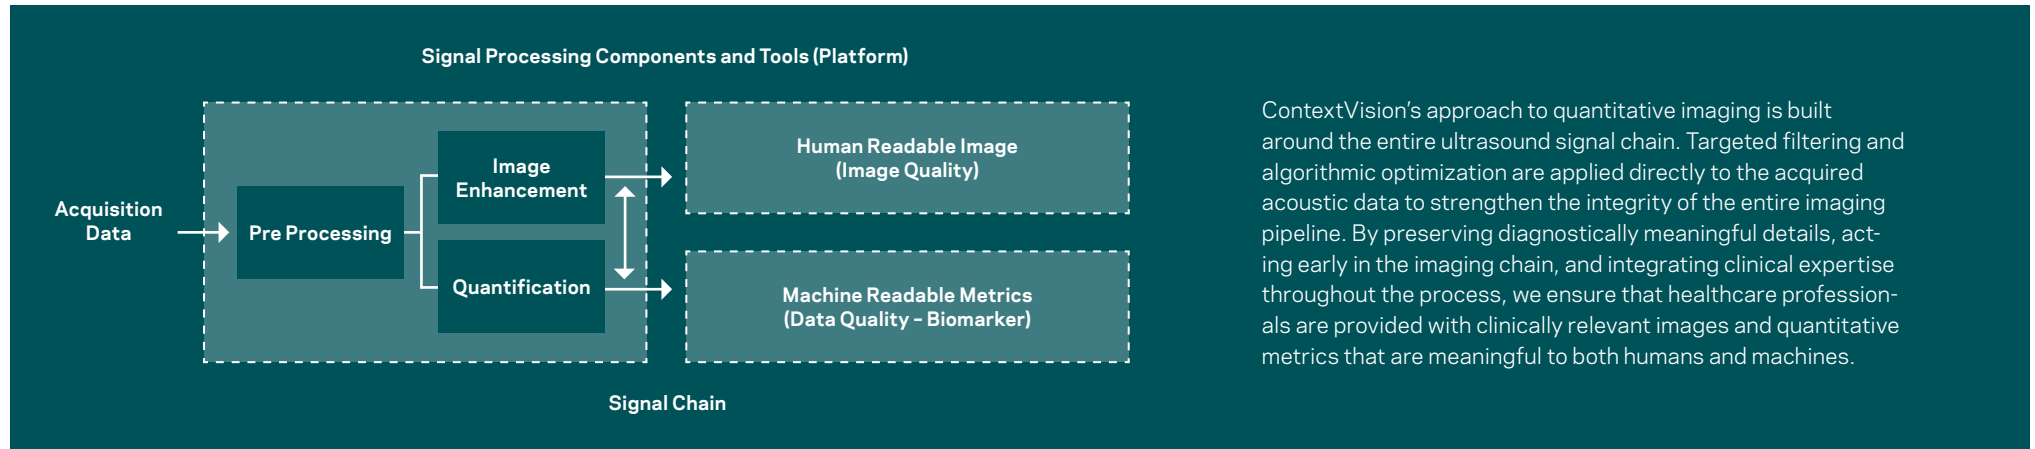 Signal Processing Components and Tools (Platform)
Acquisition
Data
Pre Processing
Image
Enhancement
Quantification
Human Readable Image
(Image Quality)
Machine Readable Metrics
(Data Quality – Biomarker)
Signal Chain
ContextVision's approach to quantitative imaging is built
around the entire ultrasound signal chain. Targeted filtering and
algorithmic optimization are applied directly to the acquired
acoustic data to strengthen the integrity of the entire imaging
pipeline. By preserving diagnostically meaningful details, act-
ing early in the imaging chain, and integrating clinical expertise
throughout the process, we ensure that healthcare profession-
als are provided with clinically relevant images and quantitative
metrics that are meaningful to both humans and machines.